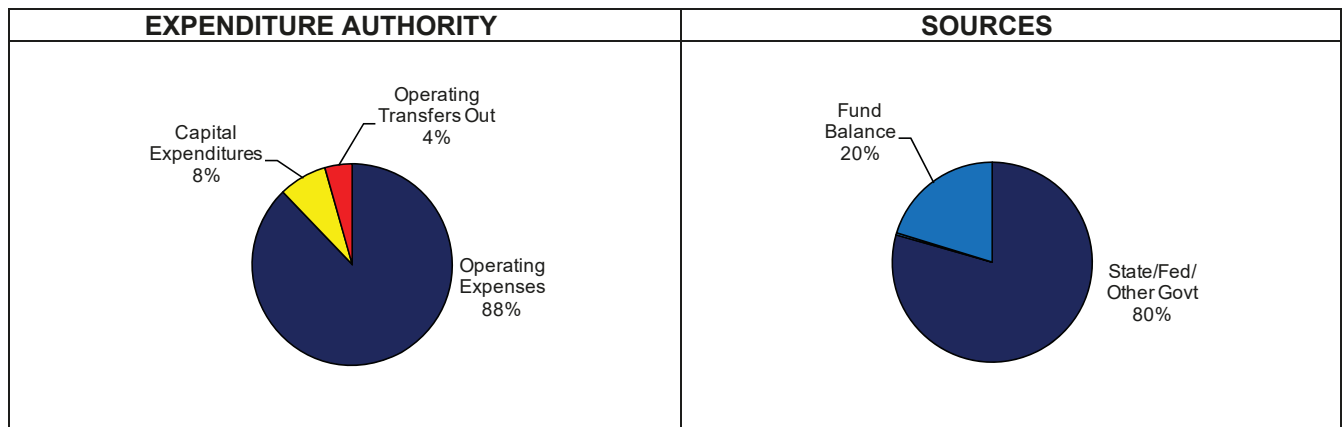 EXPENDITURE AUTHORITY
SOURCES
Operating
Transfers Out
4%
Capital
Expenditures
8%
Operating
Expenses
88%
Fund
Balance
20%
State/Fed/
Other Govt
80%